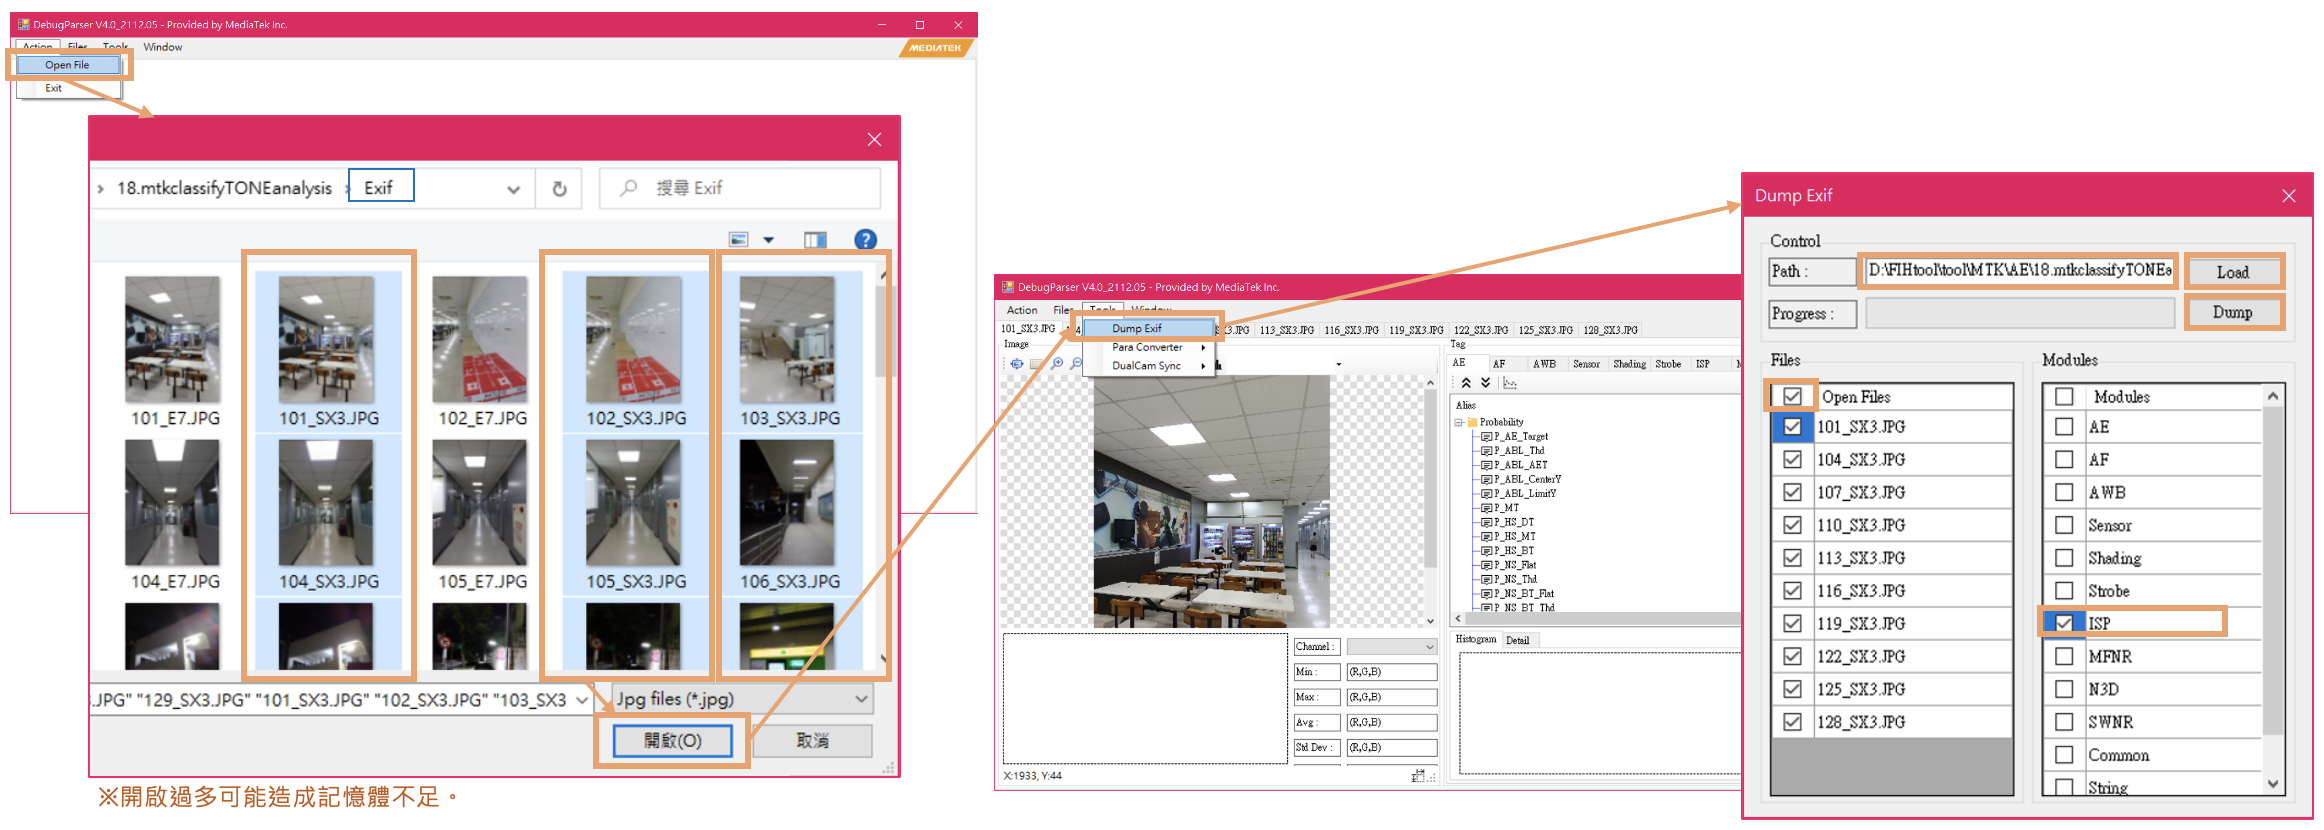 DebugParser V4.0_2112.05 - Provided by MediaTek Inc.
Action Files Tools Window
MEDIATEK
Open File
Exit
18.mtkclassifyTONEanalysis › Exif
搜尋 Exif
101_E7.JPG 101_SX3.JPG 102_E7.JPG 102_SX3.JPG 103_SX3.JPG
104_E7.JPG 104_SX3.JPG 105_E7.JPG 105_SX3.JPG 106_SX3.JPG
.JPG" "129_SX3.JPG" "101_SX3.JPG" "102_SX3.JPG" "103_SX3
Jpg files (*.jpg)
開啟(O) 取消
※開啟過多可能造成記憶體不足。
DebugParser V4.0_2112.05 - Provided by MediaTek Inc.
Action Files Tools Window
101_SX3.JPG 113_SX3.JPG 116_SX3.JPG 119_SX3.JPG 122_SX3.JPG 125_SX3.JPG 128_SX3.JPG
Dump Exif
Para Converter
DualCam Sync
Image
Tag
AE AF AWB Sensor Shading Strobe ISP
Alias
Probability
P_AE_Target
P_ABL_Thd
P_ABL_AET
P_ABL_CenterY
P_ABL_LimitY
P_MT
P_HS_DT
P_HS_MT
P_HS_BT
P_NS_Flat
P_NS_Thd
P_NS_BT_Flat
P_NS_BT_Thd
Histogram Detail
Channel :
Min : (R,G,B)
Max : (R,G,B)
Avg : (R,G,B)
Std Dev : (R,G,B)
X:1933, Y:44
Dump Exif
Control
Path : D:\FIHtool\tool\MTK\AE\18.mtkclassifyTONEa Load
Progress : Dump
Files
Open Files
101_SX3.JPG
104_SX3.JPG
107_SX3.JPG
110_SX3.JPG
113_SX3.JPG
116_SX3.JPG
119_SX3.JPG
122_SX3.JPG
125_SX3.JPG
128_SX3.JPG
Modules
Modules
AE
AF
AWB
Sensor
Shading
Strobe
ISP
MFNR
N3D
SWNR
Common
String